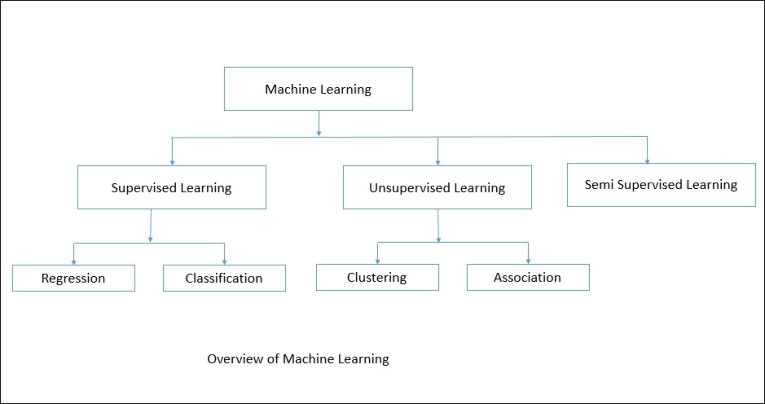 Machine Learning
Supervised Learning
Unsupervised Learning
Semi Supervised Learning
Regression
Classification
Clustering
Association
Overview of Machine Learning